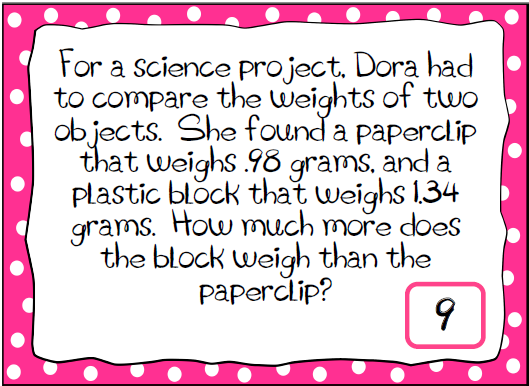 For a science project, Dora had
to compare the weights of two
objects. She found a paperclip
that weighs .98 grams, and a
plastic block that weighs 1.34
grams. How much more does
the block weigh than the
paperclip?
9